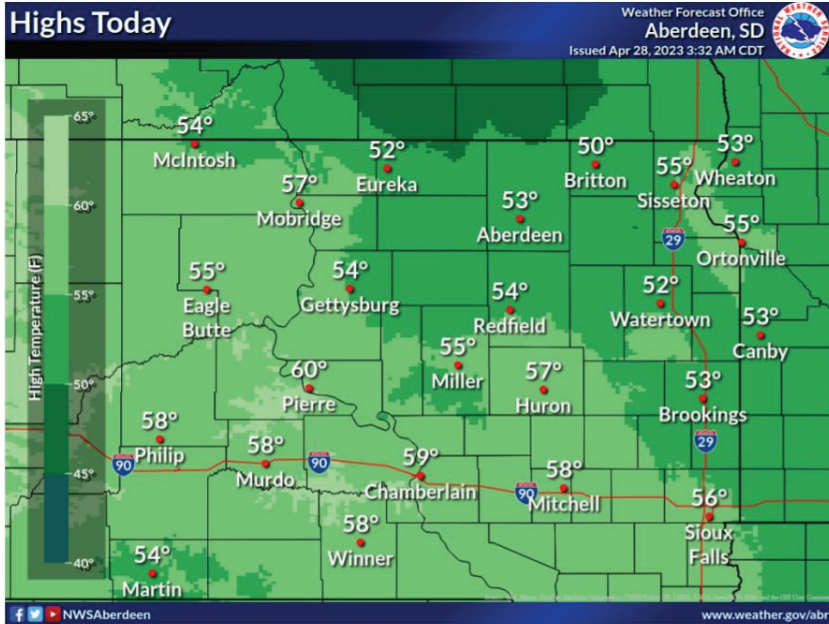 Highs Today
Weather Forecast Office
Aberdeen, SD
Issued Apr 28, 2023 3:32 AM CDT
NATIONAL WEATHER SERVICE
High Temperature (F)
65°
60°
55°
50°
45°
40°
54°
McIntosh
52°
Eureka
50°
Britton
55°
Sisseton
53°
Wheaton
57°
Mobridge
53°
Aberdeen
29
55°
Ortonville
55°
Eagle
Butte
54°
Gettysburg
54°
Redfield
52°
Watertown
53°
Canby
60°
Pierre
55°
Miller
57°
Huron
53°
Brookings
29
58°
Philip
90
58°
Murdo
90
59°
Chamberlain
90
58°
Mitchell
56°
Sioux
Falls
58°
Winner
54°
Martin
NWSAberdeen
www.weather.gov/abr